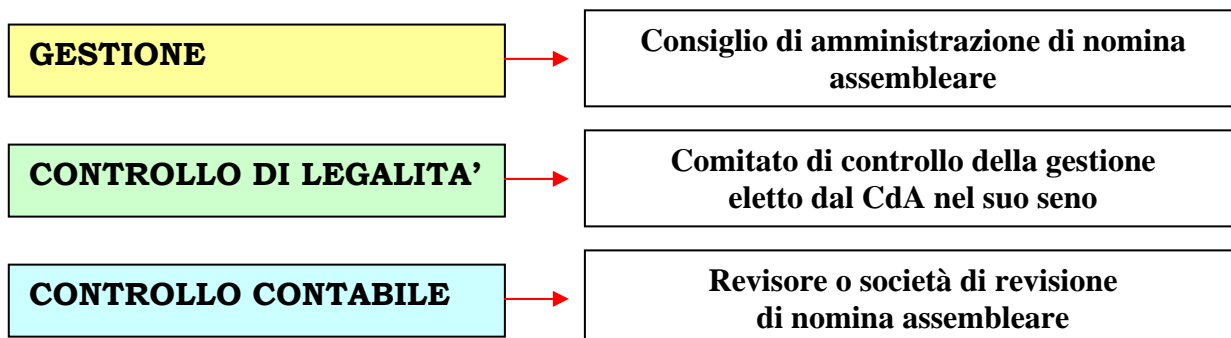 GESTIONE
Consiglio di amministrazione di nomina
assembleare
CONTROLLO DI LEGALITA’
Comitato di controllo della gestione
eletto dal CdA nel suo seno
CONTROLLO CONTABILE
Revisore o società di revisione
di nomina assembleare